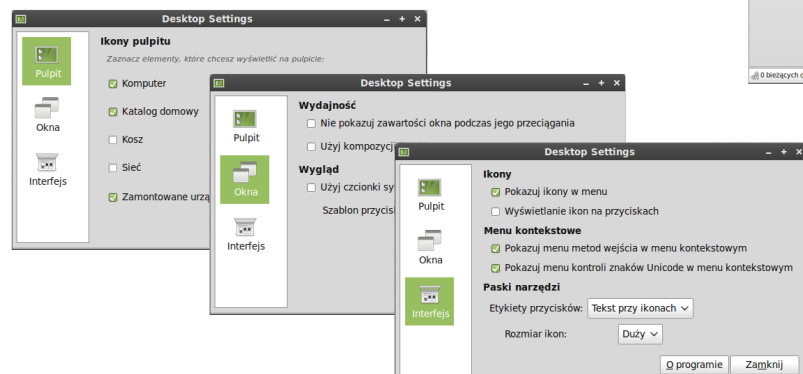 Desktop Settings
Pulpit
Okna
Interfejs
Ikony pulpitu
Zaznacz elementy, które chcesz wyświetlić na pulpicie:
Komputer
Katalog domowy
Kosz
Sieć
Zamontowane urzą
Desktop Settings
Pulpit
Okna
Interfejs
Wydajność
Nie pokazuj zawartości okna podczas jego przeciągania
Użyj kompozycji
Wygląd
Użyj czcionki sy
Szablon przycis
Desktop Settings
Pulpit
Okna
Interfejs
Ikony
Pokazuj ikony w menu
Wyświetlanie ikon na przyciskach
Menu kontekstowe
Pokazuj menu metod wejścia w menu kontekstowym
Pokazuj menu kontroli znaków Unicode w menu kontekstowym
Paski narzędzi
Etykiety przycisków: Tekst przy ikonach
Rozmiar ikon: Duży
O programie Zamknij
0 bieżących